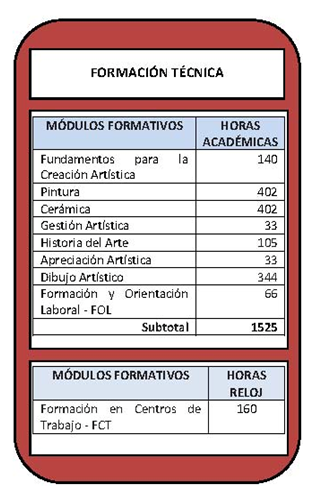 FORMACIÓN TÉCNICA
MÓDULOS FORMATIVOS HORAS
ACADÉMICAS
Fundamentos para la 140
Creación Artística
Pintura 402
Cerámica 402
Gestión Artística 33
Historia del Arte 105
Apreciación Artística 33
Dibujo Artístico 344
Formación y Orientación 66
Laboral - FOL
Subtotal 1525
MÓDULOS FORMATIVOS HORAS
RELOJ
Formación en Centros de 160
Trabajo - FCT